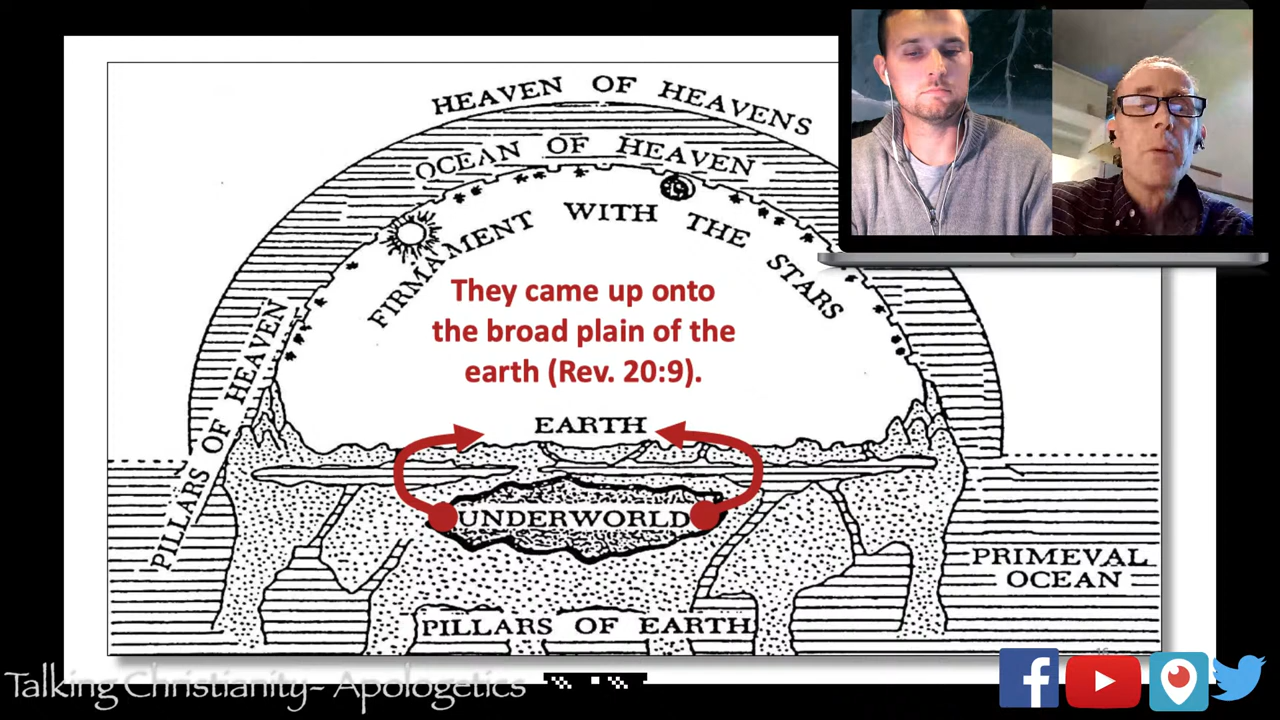 HEAVEN OF HEAVENS
OCEAN OF HEAVEN
FIRMAMENT WITH THE STARS
They came up onto
the broad plain of the
earth (Rev. 20:9).
PILLARS OF HEAVEN
EARTH
UNDERWORLD
PRIMEVAL
OCEAN
PILLARS OF EARTH
Talking Christianity- Apologetics